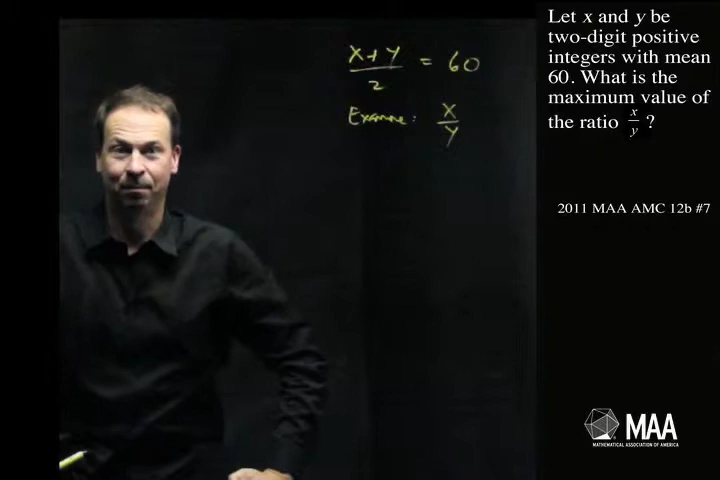 x + y / 2 = 60
Examine: x / y
Let x and y be
two-digit positive
integers with mean
60. What is the
maximum value of
the ratio x/y ?
2011 MAA AMC 12b #7
MAA
MATHEMATICAL ASSOCIATION OF AMERICA